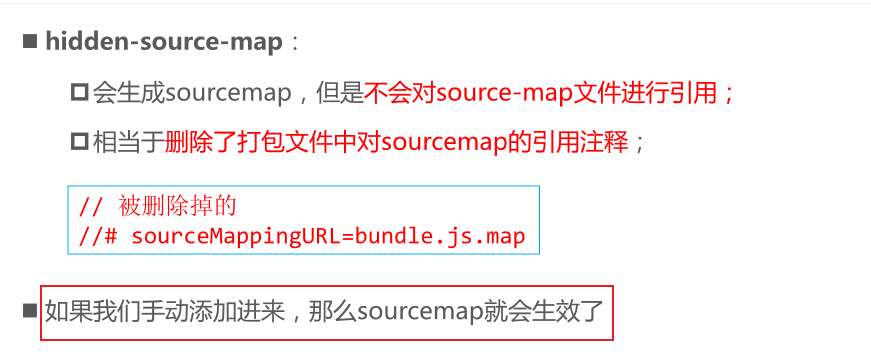 ■ hidden-source-map：
会生成sourcemap，但是不会对source-map文件进行引用；
相当于删除了打包文件中对sourcemap的引用注释；
// 被删除掉的
//# sourceMappingURL=bundle.js.map
■ 如果我们手动添加进来，那么sourcemap就会生效了